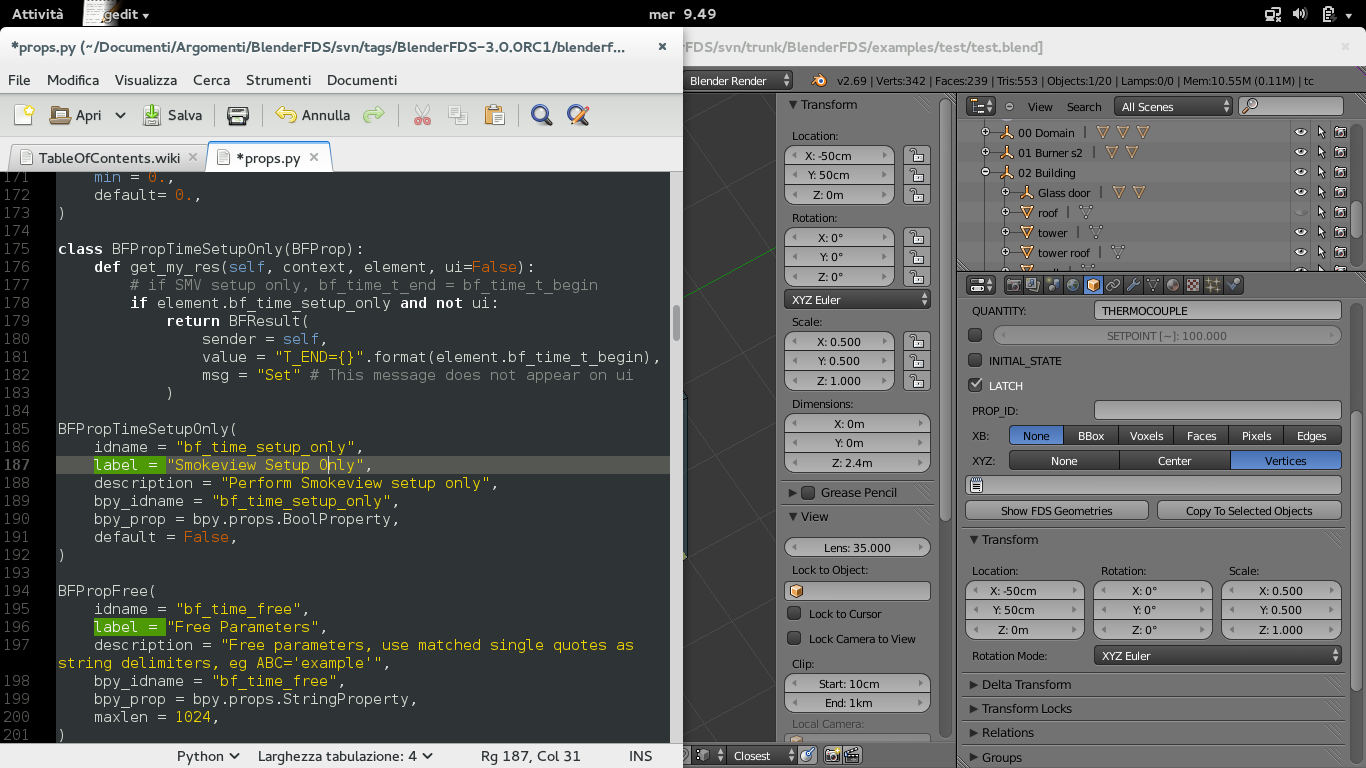 Attività
gedit
mer 9.49
*props.py (~/Documenti/Argomenti/BlenderFDS/svn/tags/BlenderFDS-3.0.0RC1/blenderf...
FDS/svn/trunk/BlenderFDS/examples/test/test.blend]
File Modifica Visualizza Cerca Strumenti Documenti
Apri Salva Annulla
TableOfContents.wiki *props.py
171 min = 0.,
172 default= 0.,
173 )
174
175 class BFPropTimeSetupOnly(BFProp):
176 def get_my_res(self, context, element, ui=False):
177 # if SMV setup only, bf_time_t_end = bf_time_t_begin
178 if element.bf_time_setup_only and not ui:
179 return BFResult(
180 sender = self,
181 value = "T_END={}".format(element.bf_time_t_begin),
182 msg = "Set" # This message does not appear on ui
183 )
184
185 BFPropTimeSetupOnly(
186 idname = "bf_time_setup_only",
187 label = "Smokeview Setup Only",
188 description = "Perform Smokeview setup only",
189 bpy_idname = "bf_time_setup_only",
190 bpy_prop = bpy.props.BoolProperty,
191 default = False,
192 )
193
194 BFPropFree(
195 idname = "bf_time_free",
196 label = "Free Parameters",
197 description = "Free parameters, use matched single quotes as
string delimiters, eg ABC='example'",
198 bpy_idname = "bf_time_free",
199 bpy_prop = bpy.props.StringProperty,
200 maxlen = 1024,
201 )
Python Larghezza tabulazione: 4 Rg 187, Col 31 INS
Blender Render v2.69 | Verts:342 | Faces:239 | Tris:553 | Objects:1/20 | Lamps:0/0 | Mem:10.55M (0.11M) | tc
Transform
Location:
X: -50cm
Y: 50cm
Z: 0m
Rotation:
X: 0°
Y: 0°
Z: 0°
XYZ Euler
Scale:
X: 0.500
Y: 0.500
Z: 1.000
Dimensions:
X: 0m
Y: 0m
Z: 2.4m
Grease Pencil
View
Lens: 35.000
Lock to Object:
Lock to Cursor
Lock Camera to View
Clip:
Start: 10cm
End: 1km
Local Camera:
Closest
View Search All Scenes
00 Domain
01 Burner s2
02 Building
Glass door
roof
tower
tower roof
QUANTITY: THERMOCOUPLE
SETPOINT [~]: 100.000
INITIAL_STATE
LATCH
PROP_ID:
XB: None BBox Voxels Faces Pixels Edges
XYZ: None Center Vertices
Show FDS Geometries Copy To Selected Objects
Transform
Location: Rotation: Scale:
X: -50cm X: 0° X: 0.500
Y: 50cm Y: 0° Y: 0.500
Z: 0m Z: 0° Z: 1.000
Rotation Mode: XYZ Euler
Delta Transform
Transform Locks
Relations
Groups